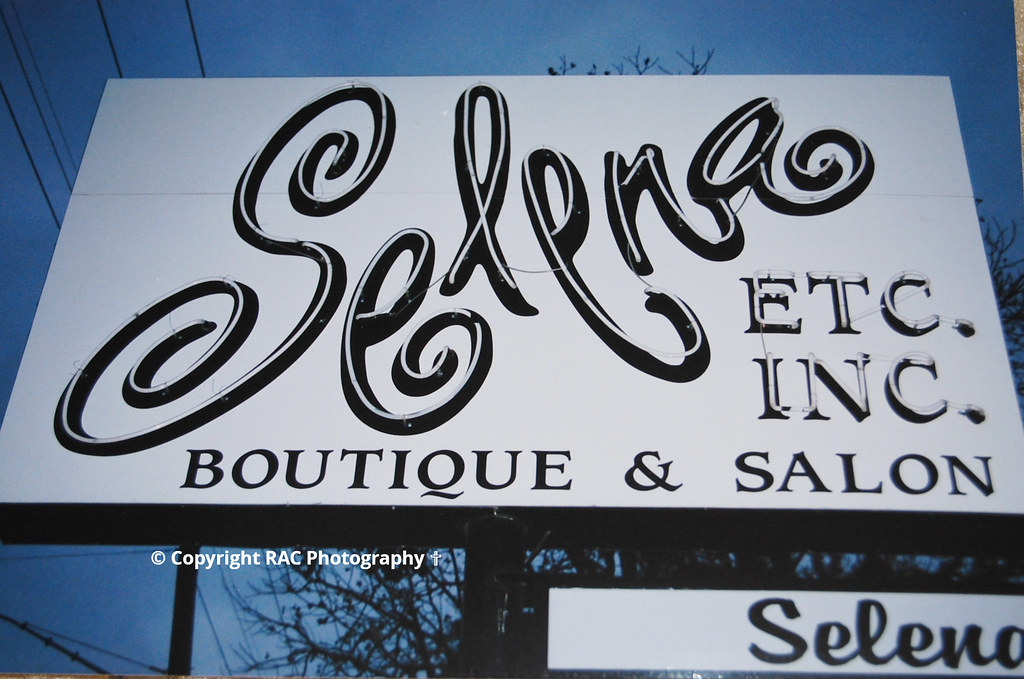 Selena
ETC.
INC.
BOUTIQUE & SALON
© Copyright RAC Photography ✝
Selena